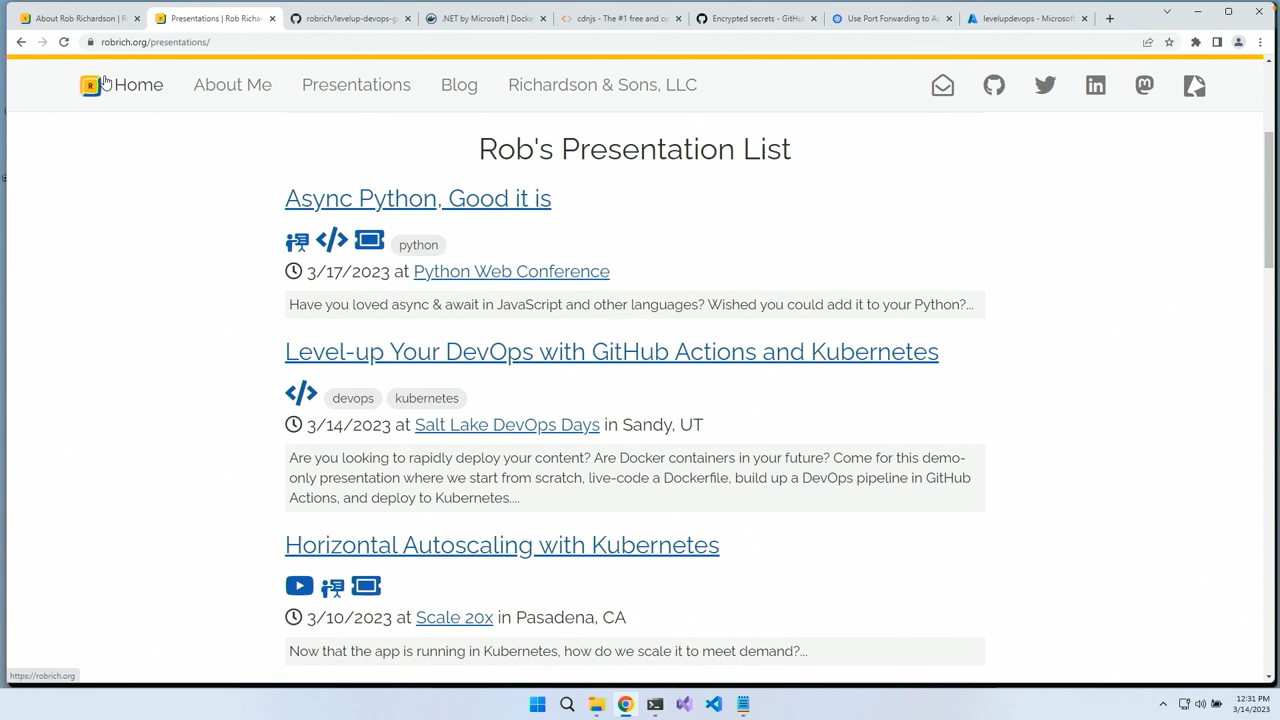 About Rob Richardson | Rob Rich
Presentations | Rob Richar
robrich/levelup-devops-g
.NET by Microsoft | Docke
cdnjs - The #1 free and op
Encrypted secrets - GitHub
Use Port Forwarding to Ac
levelupdevops - Microsoft
robrich.org/presentations/
R Home About Me Presentations Blog Richardson & Sons, LLC
Rob's Presentation List
Async Python, Good it is
python
3/17/2023 at Python Web Conference
Have you loved async & await in JavaScript and other languages? Wished you could add it to your Python?...
Level-up Your DevOps with GitHub Actions and Kubernetes
devops kubernetes
3/14/2023 at Salt Lake DevOps Days in Sandy, UT
Are you looking to rapidly deploy your content? Are Docker containers in your future? Come for this demo-
only presentation where we start from scratch, live-code a Dockerfile, build up a DevOps pipeline in GitHub
Actions, and deploy to Kubernetes....
Horizontal Autoscaling with Kubernetes
3/10/2023 at Scale 20x in Pasadena, CA
Now that the app is running in Kubernetes, how do we scale it to meet demand?...
https://robrich.org
12:31 PM
3/14/2023